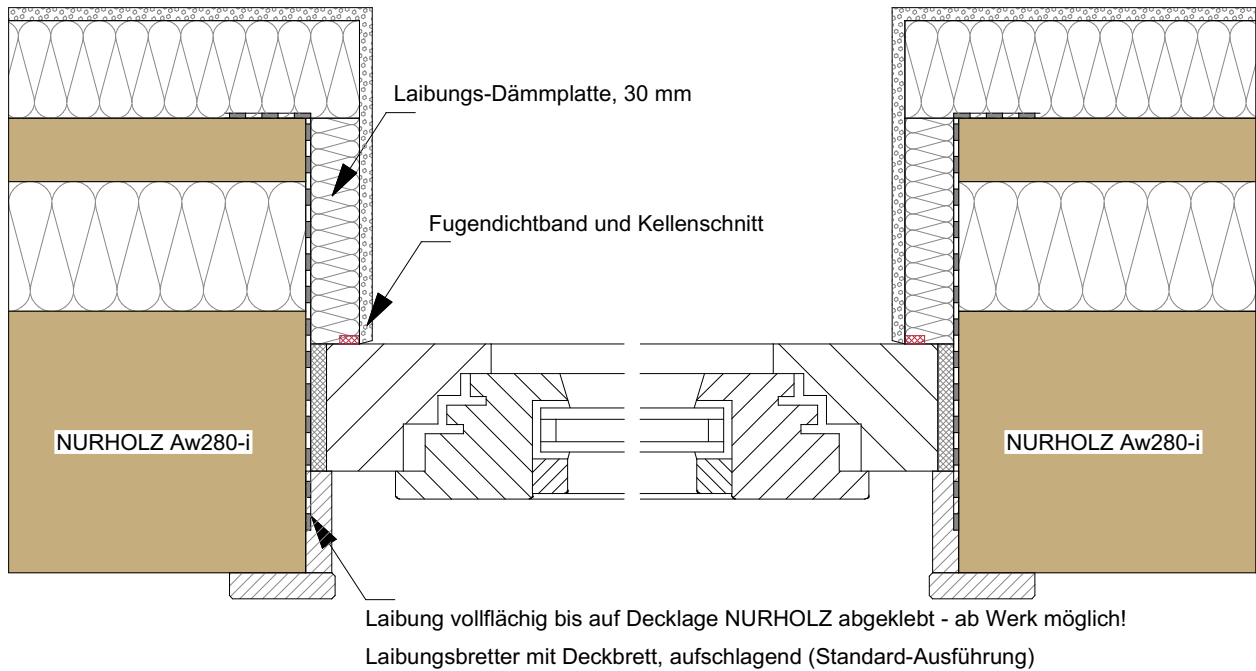 Laibungs-Dämmplatte, 30 mm
Fugendichtband und Kellenschnitt
NURHOLZ Aw280-i
NURHOLZ Aw280-i
Laibung vollflächig bis auf Decklage NURHOLZ abgeklebt - ab Werk möglich!
Laibungsbretter mit Deckbrett, aufschlagend (Standard-Ausführung)